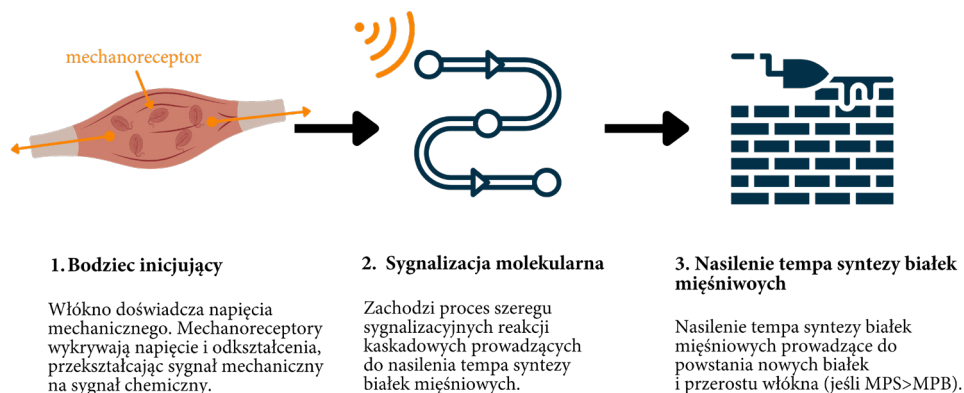 mechanoreceptor
1. Bodziec inicjujący
Włókno doświadcza napięcia
mechanicznego. Mechanoreceptory
wykrywają napięcie i odkształcenia,
przekształcając sygnał mechaniczny
na sygnał chemiczny.
2. Sygnalizacja molekularna
Zachodzi proces szeregu
sygnalizacyjnych reakcji
kaskadowych prowadzących
do nasilenia tempa syntezy
białek mięśniowych.
3. Nasilenie tempa syntezy białek
mięśniwoych
Nasilenie tempa syntezy białek
mięśniowych prowadzące do
powstania nowych białek
i przerostu włókna (jeśli MPS>MPB).